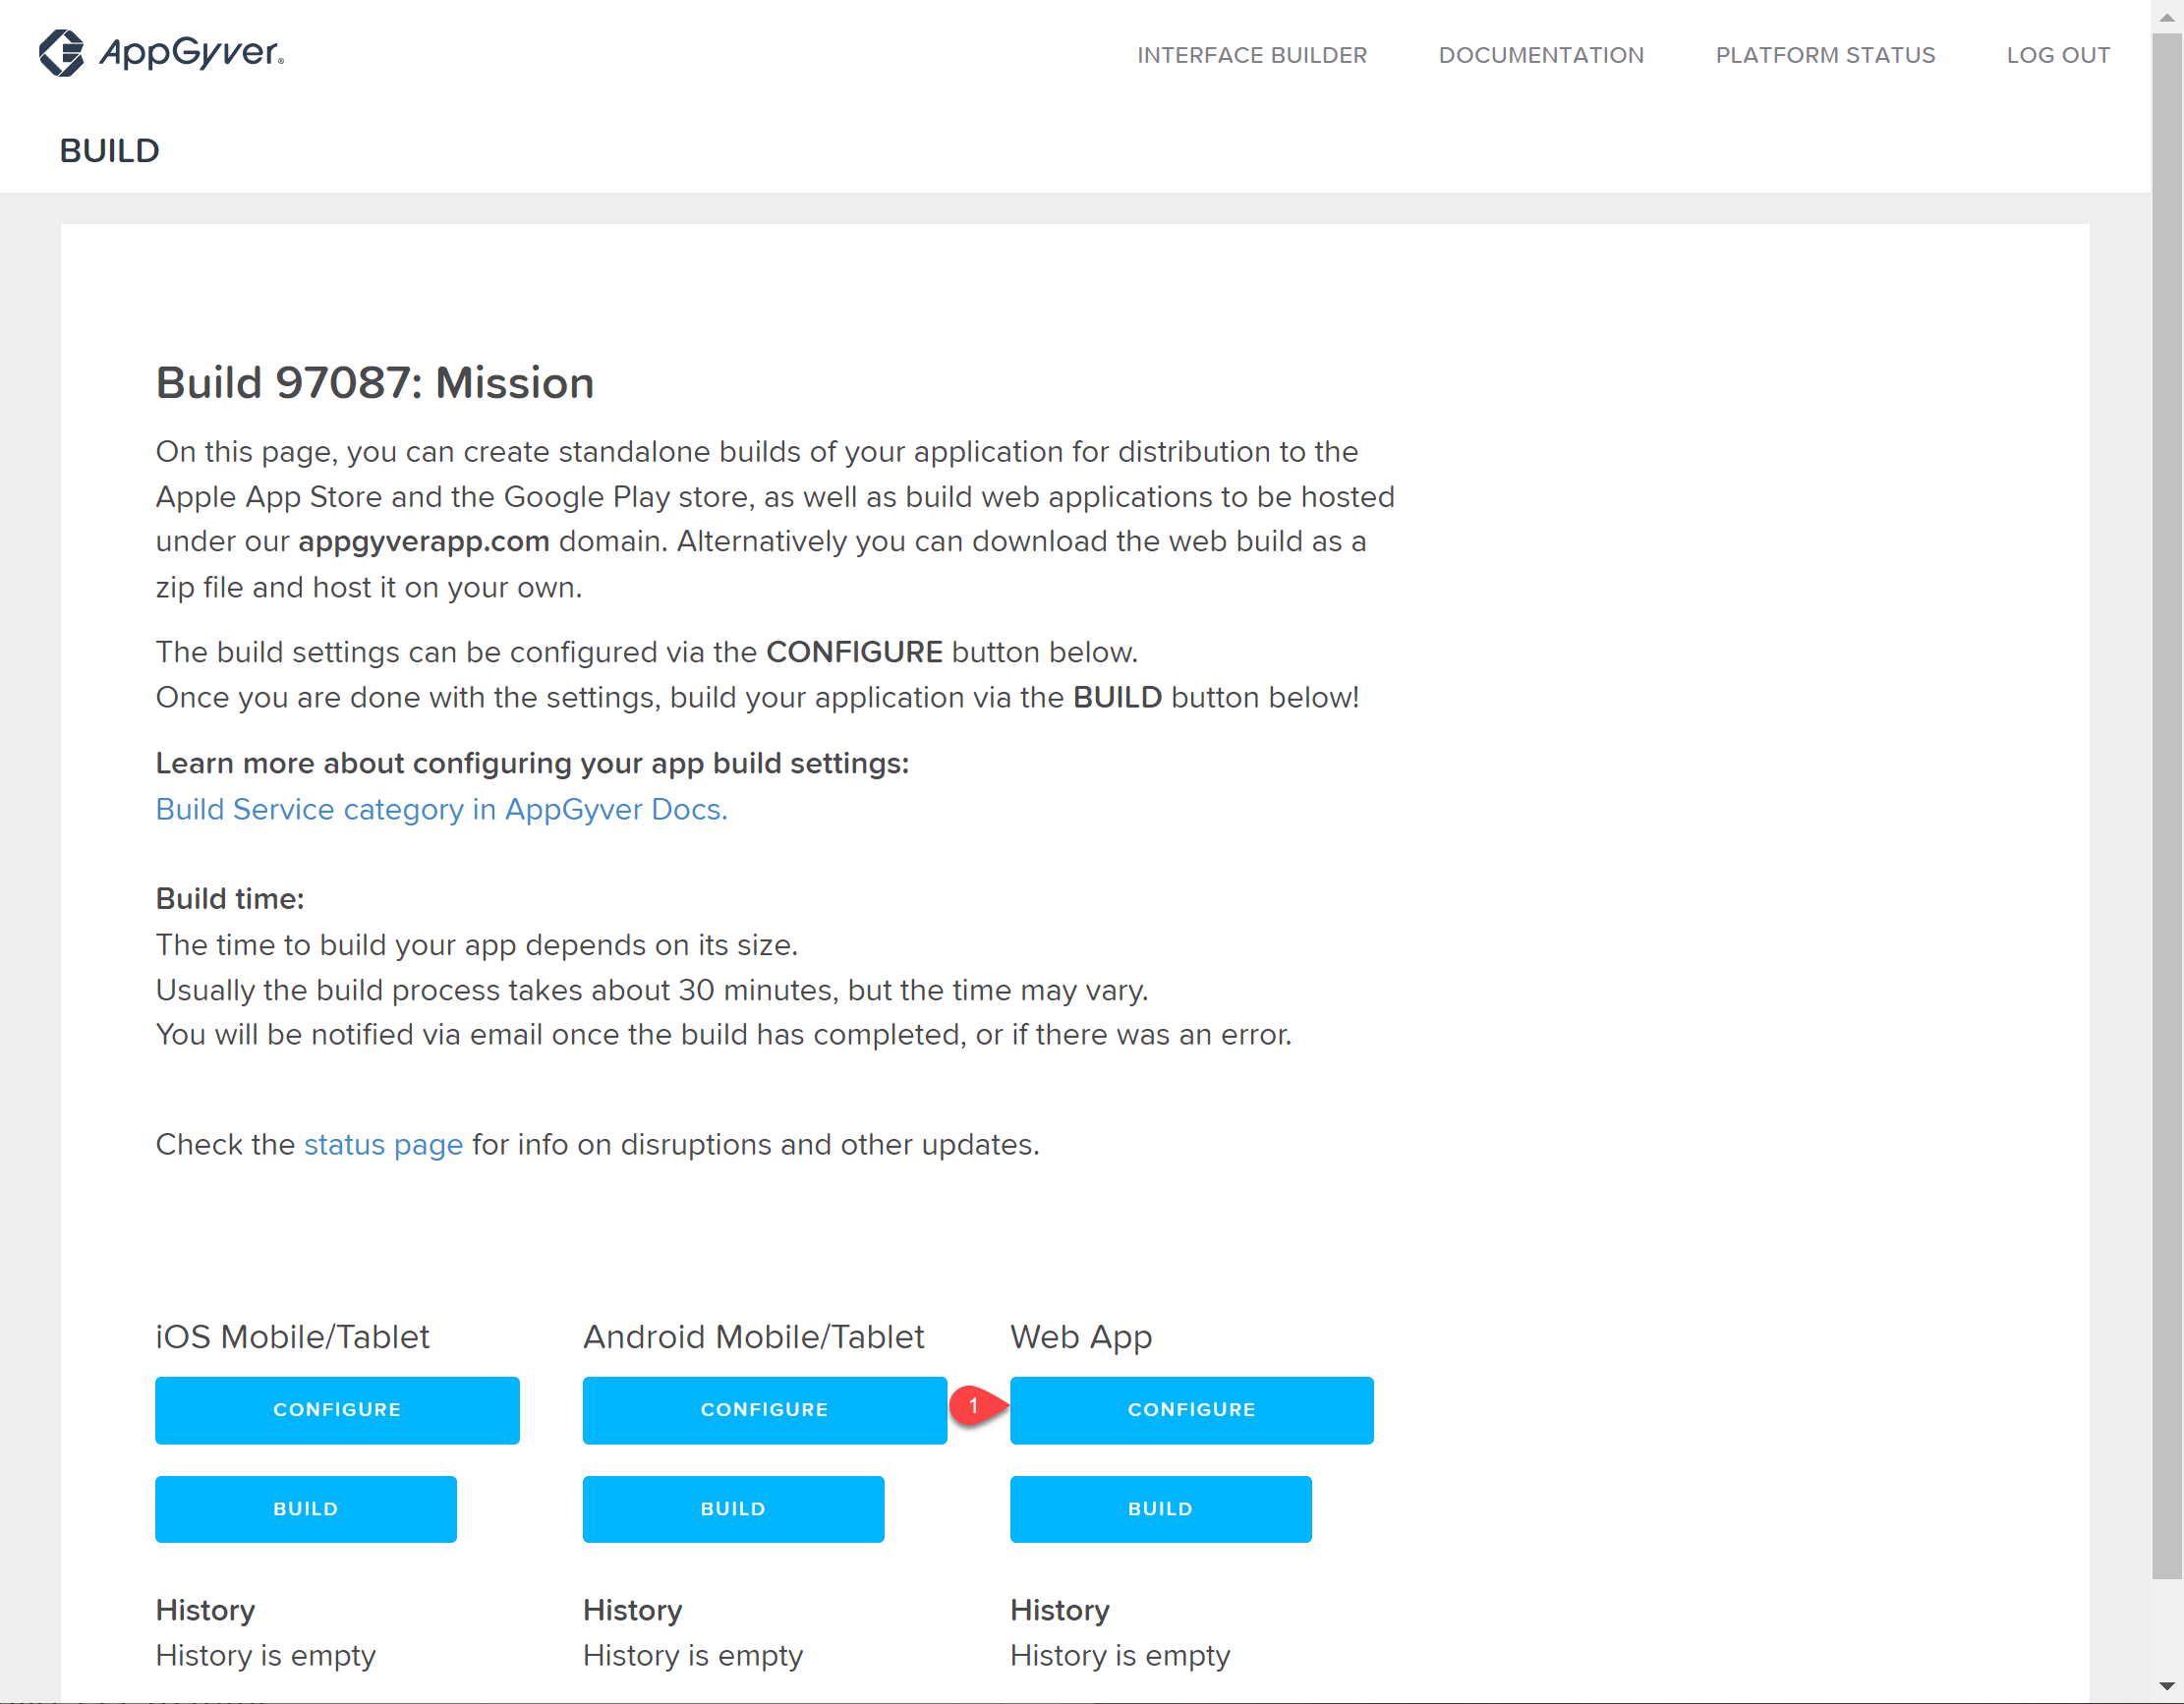 AppGyver®
INTERFACE BUILDER
DOCUMENTATION
PLATFORM STATUS
LOG OUT
BUILD
Build 97087: Mission
On this page, you can create standalone builds of your application for distribution to the
Apple App Store and the Google Play store, as well as build web applications to be hosted
under our appgyverapp.com domain. Alternatively you can download the web build as a
zip file and host it on your own.
The build settings can be configured via the CONFIGURE button below.
Once you are done with the settings, build your application via the BUILD button below!
Learn more about configuring your app build settings:
Build Service category in AppGyver Docs.
Build time:
The time to build your app depends on its size.
Usually the build process takes about 30 minutes, but the time may vary.
You will be notified via email once the build has completed, or if there was an error.
Check the status page for info on disruptions and other updates.
iOS Mobile/Tablet
CONFIGURE
BUILD
History
History is empty
Android Mobile/Tablet
CONFIGURE
BUILD
History
History is empty
Web App
1
CONFIGURE
BUILD
History
History is empty